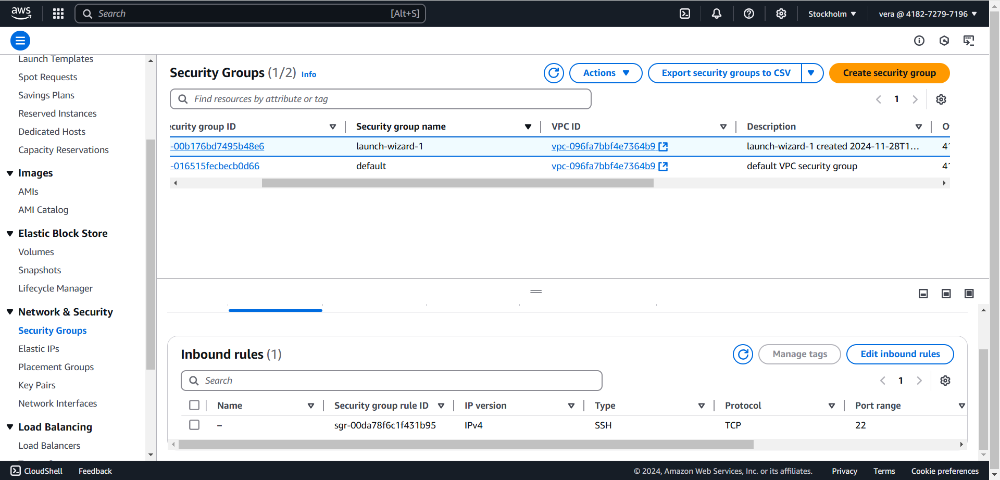 aws
Search
[Alt+S]
Stockholm
vera @ 4182-7279-7196
Launch Templates
Spot Requests
Savings Plans
Reserved Instances
Dedicated Hosts
Capacity Reservations
Images
AMIs
AMI Catalog
Elastic Block Store
Volumes
Snapshots
Lifecycle Manager
Network & Security
Security Groups
Elastic IPs
Placement Groups
Key Pairs
Network Interfaces
Load Balancing
Load Balancers
Security Groups (1/2) Info
Actions
Export security groups to CSV
Create security group
Find resources by attribute or tag
1
ecurity group ID Security group name VPC ID Description
-00b176bd7495b48e6 launch-wizard-1 vpc-096fa7bbf4e7364b9 launch-wizard-1 created 2024-11-28T1...
-016515fecbecb0d66 default vpc-096fa7bbf4e7364b9 default VPC security group
Inbound rules (1)
Manage tags
Edit inbound rules
Search
1
Name Security group rule ID IP version Type Protocol Port range
– sgr-00da78f6c1f431b95 IPv4 SSH TCP 22
CloudShell Feedback
© 2024, Amazon Web Services, Inc. or its affiliates. Privacy Terms Cookie preferences